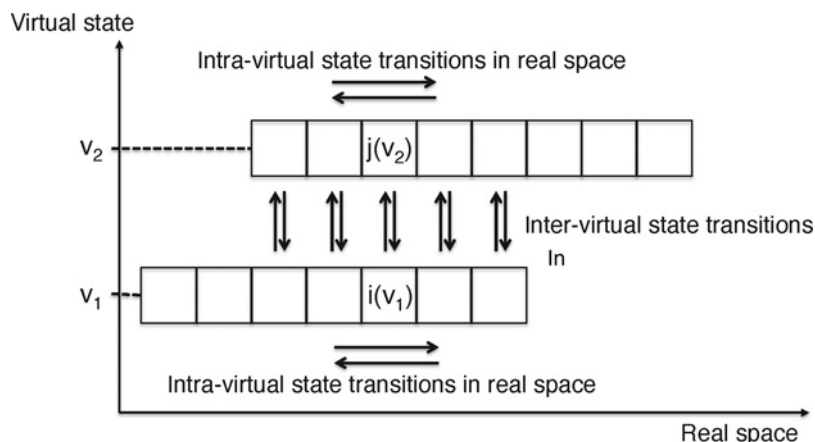 Virtual state
Intra-virtual state transitions in real space
v2
j(v2)
Inter-virtual state transitions
In
v1
i(v1)
Intra-virtual state transitions in real space
Real space